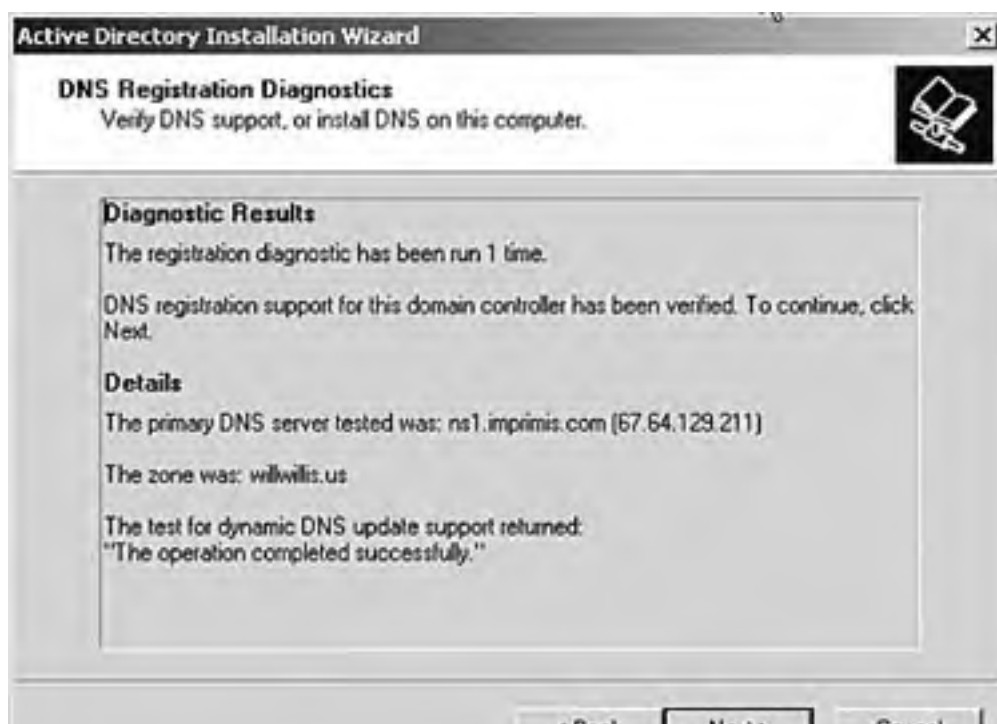 Active Directory Installation Wizard
DNS Registration Diagnostics
Verify DNS support, or install DNS on this computer.
Diagnostic Results
The registration diagnostic has been run 1 time.
DNS registration support for this domain controller has been verified. To continue, click
Next.
Details
The primary DNS server tested was: ns1.imprimis.com (67.64.129.211)
The zone was: willwillis.us
The test for dynamic DNS update support returned:
"The operation completed successfully."